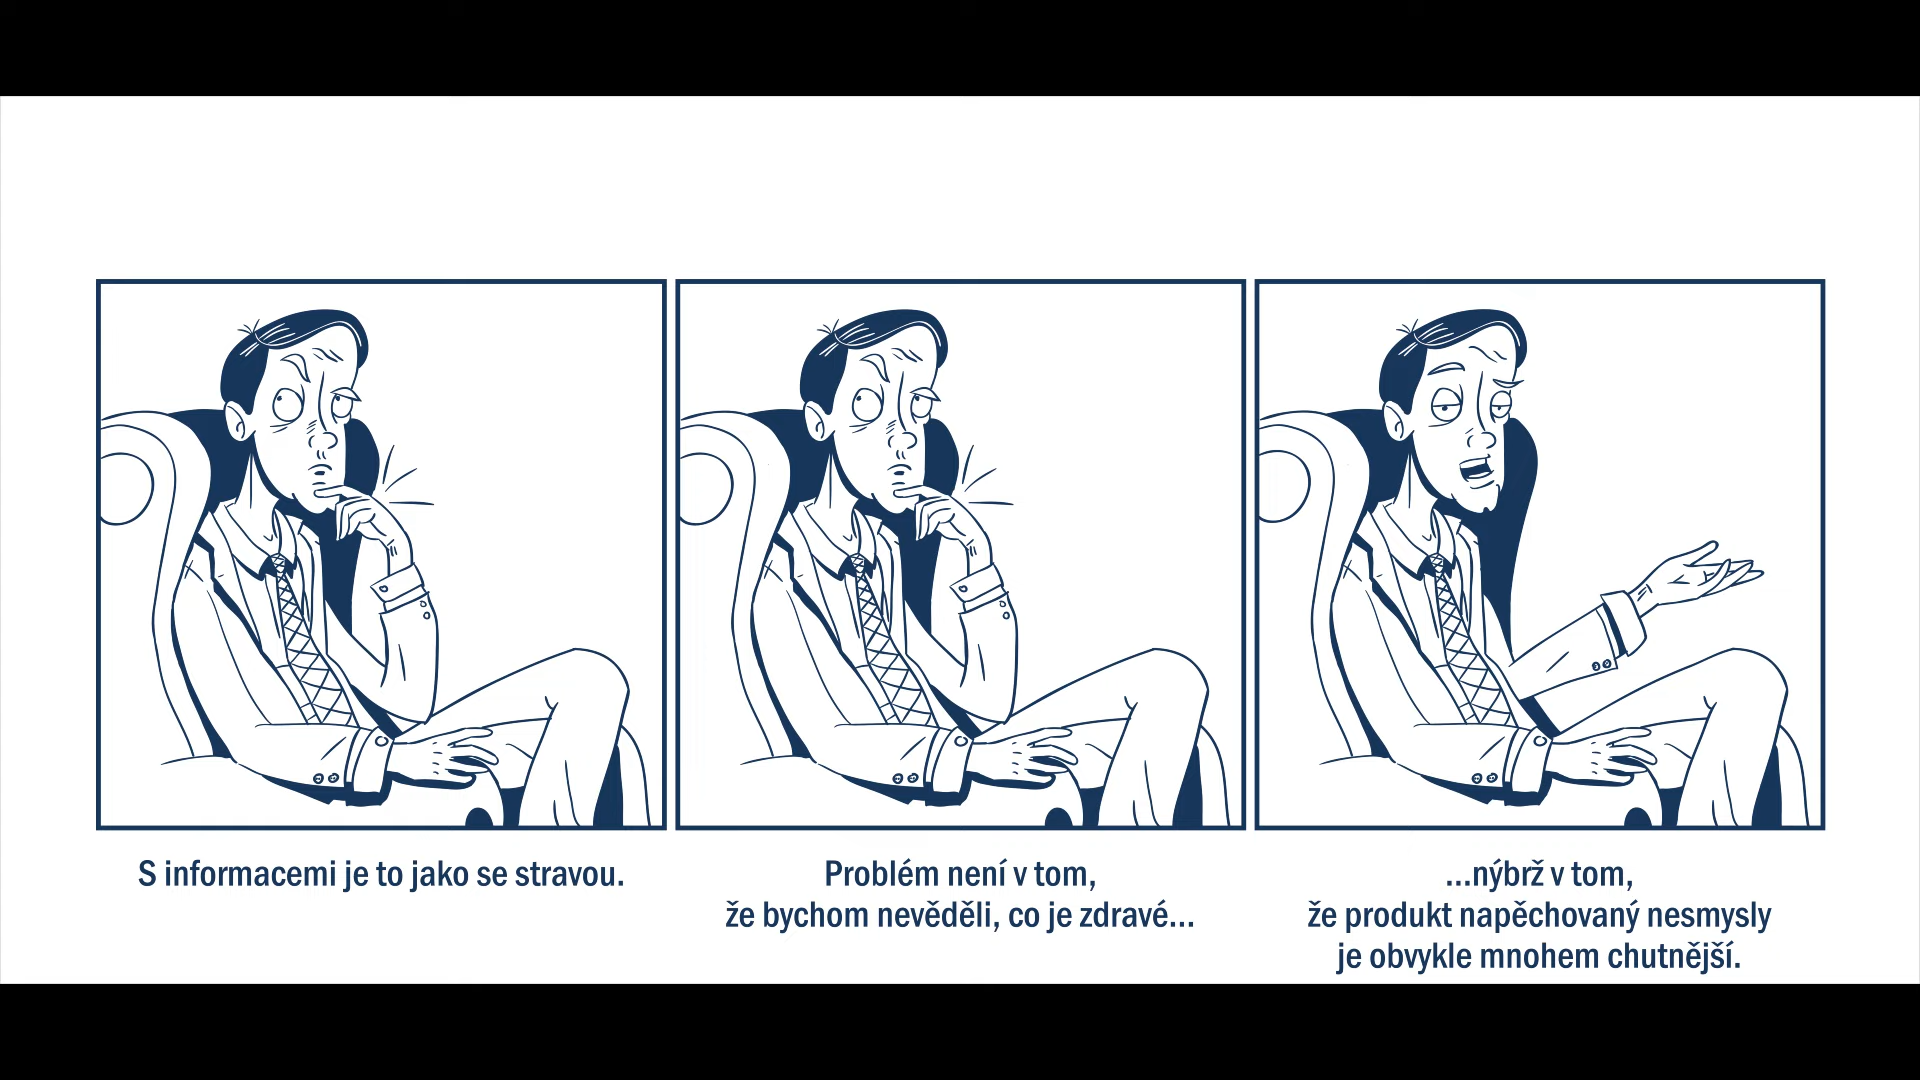 S informacemi je to jako se stravou.
Problém není v tom,
že bychom nevěděli, co je zdravé...
...nýbrž v tom,
že produkt napěchovaný nesmysly
je obvykle mnohem chutnější.